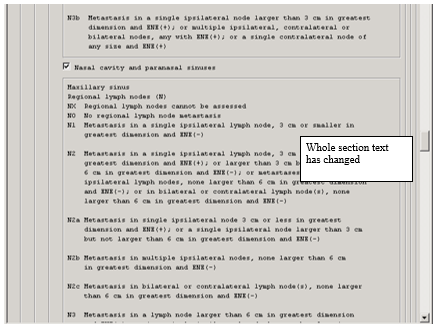 N3b Metastasis in a single ipsilateral node larger than 3 cm in greatest
dimension and ENE(+); or multiple ipsilateral, contralateral or
bilateral nodes, any with ENE(+); or a single contralateral node of
any size and ENE(+)
Nasal cavity and paranasal sinuses
Maxillary sinus
Regional lymph nodes (N)
NX Regional lymph nodes cannot be assessed
N0 No regional lymph node metastasis
N1 Metastasis in a single ipsilateral lymph node, 3 cm or smaller in
greatest dimension and ENE(-)
N2 Metastasis in a single ipsilateral lymph node, 3 cm
greatest dimension and ENE(+); or larger than 3 cm
6 cm in greatest dimension and ENE(-); or metastases
ipsilateral lymph nodes, none larger than 6 cm in greatest dimension
and ENE(-); or in bilateral or contralateral lymph node(s), none
larger than 6 cm in greatest dimension and ENE(-)
Whole section text
has changed
N2a Metastasis in single ipsilateral node 3 cm or less in greatest
dimension and ENE(+); or a single ipsilateral node larger than 3 cm
but not larger than 6 cm in greatest dimension and ENE(-)
N2b Metastasis in multiple ipsilateral nodes, none larger than 6 cm
in greatest dimension and ENE(-)
N2c Metastasis in bilateral or contralateral lymph node(s), none larger
than 6 cm in greatest dimension and ENE(-)
N3 Metastasis in a lymph node larger than 6 cm in greatest dimension